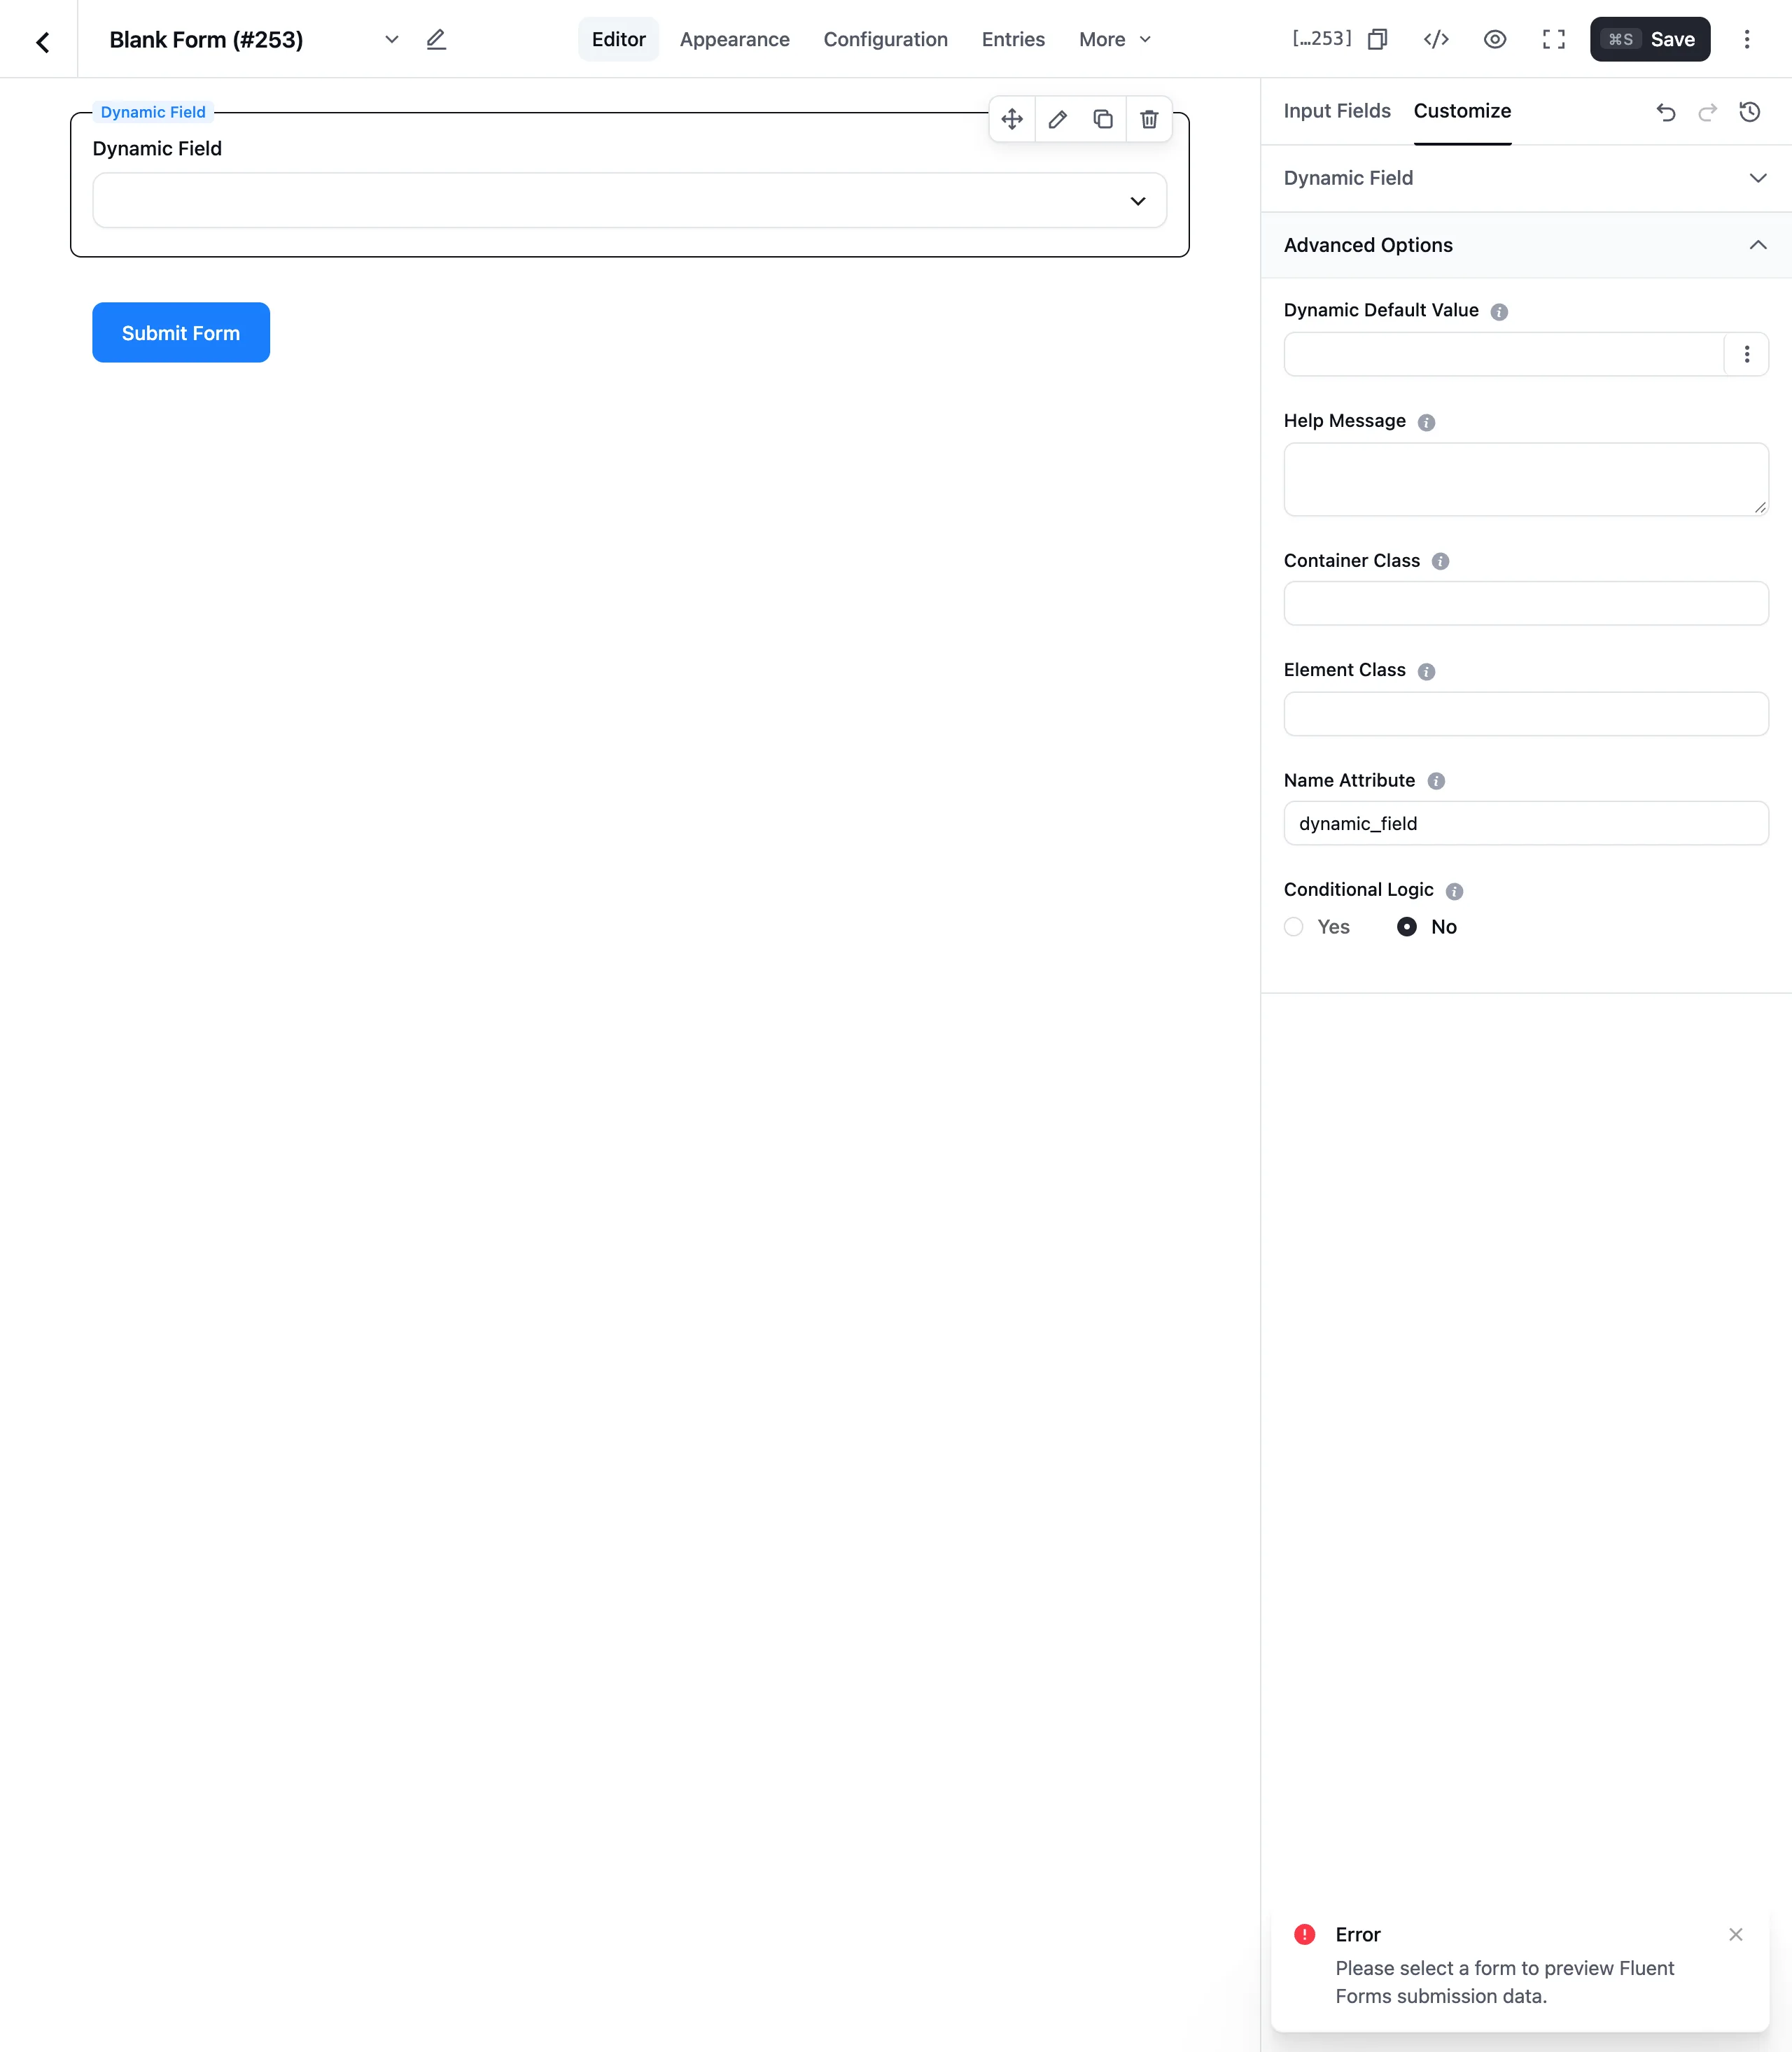 Blank Form (#253)
Editor
Appearance
Configuration
Entries
More
[…253]
⌘S Save
Dynamic Field
Dynamic Field
Submit Form
Input Fields
Customize
Dynamic Field
Advanced Options
Dynamic Default Value
Help Message
Container Class
Element Class
Name Attribute
dynamic_field
Conditional Logic
Yes
No
Error
Please select a form to preview Fluent
Forms submission data.